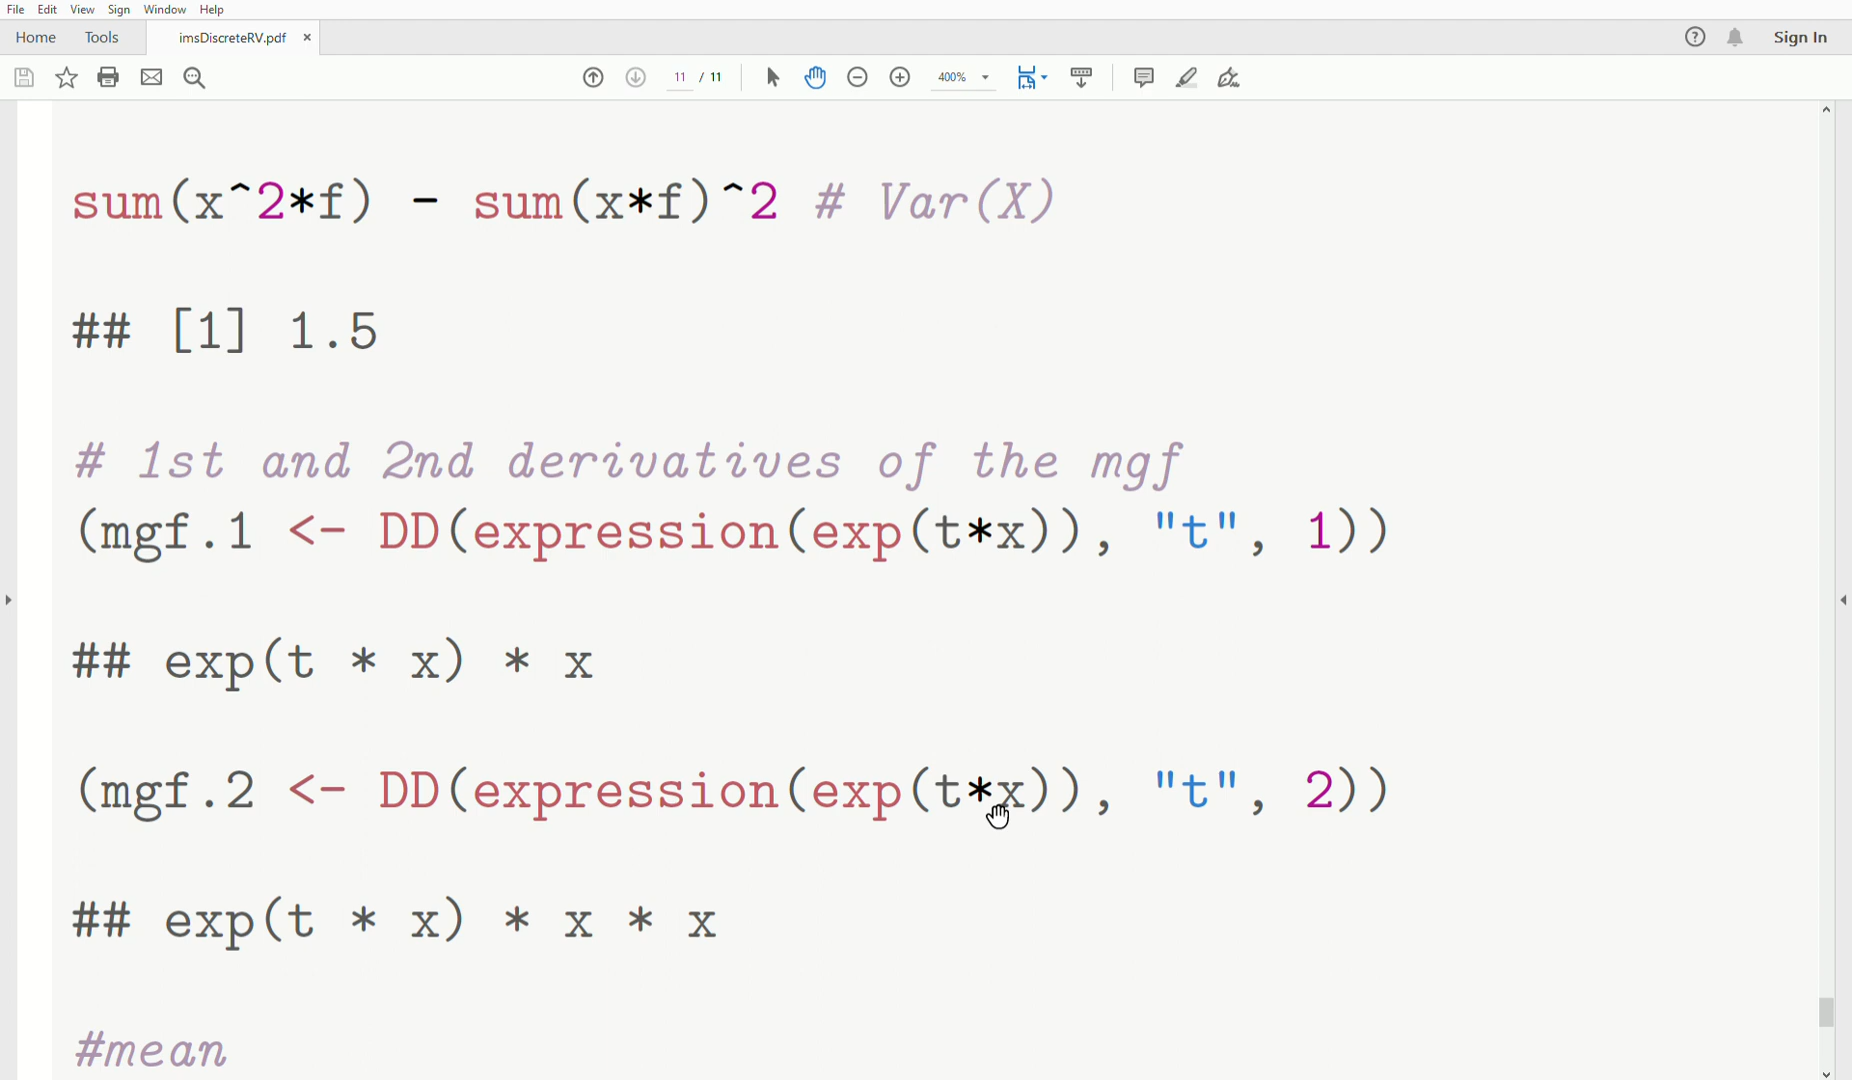 File Edit View Sign Window Help
Home Tools imsDiscreteRV.pdf × ? Sign In
11 / 11 400%
sum(x^2*f) - sum(x*f)^2 # Var(X)
## [1] 1.5
# 1st and 2nd derivatives of the mgf
(mgf.1 <- DD(expression(exp(t*x)), "t", 1))
## exp(t * x) * x
(mgf.2 <- DD(expression(exp(t*x)), "t", 2))
## exp(t * x) * x * x
#mean